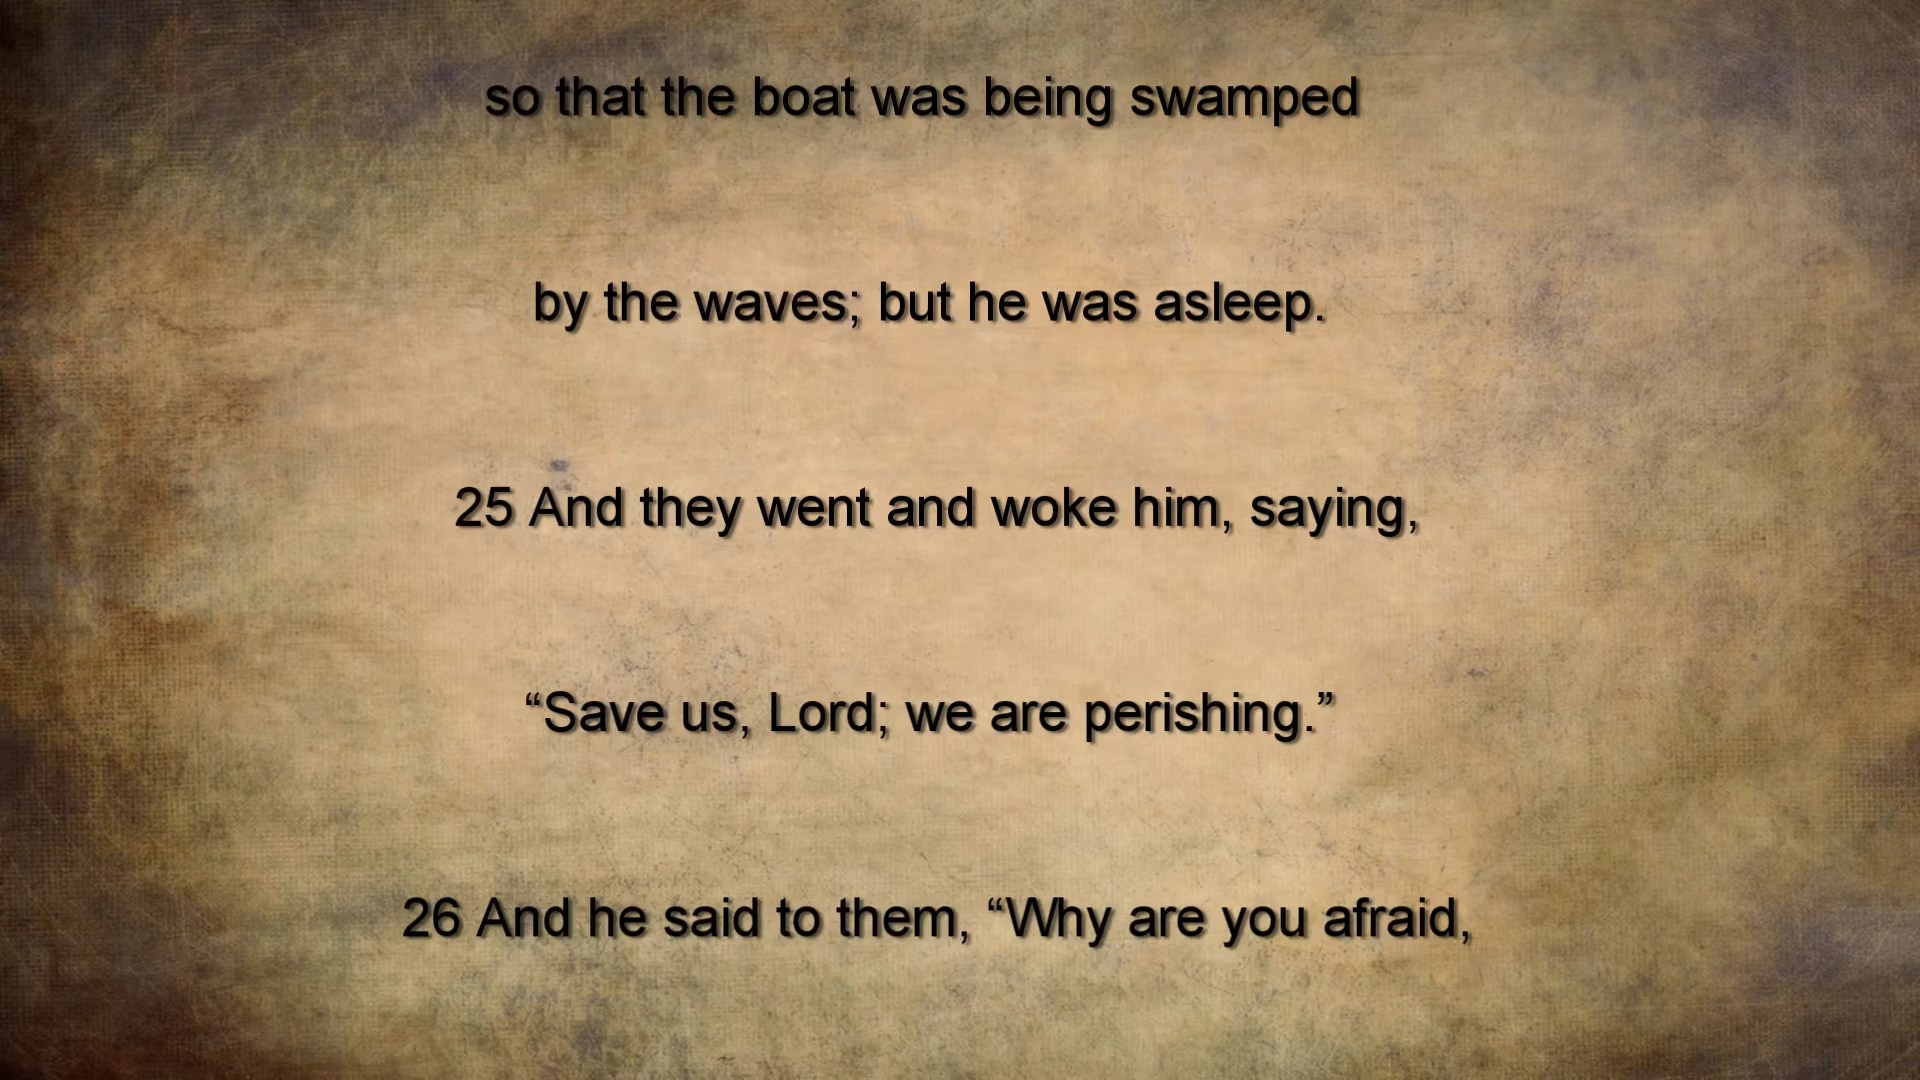 so that the boat was being swamped
by the waves; but he was asleep.
25 And they went and woke him, saying,
“Save us, Lord; we are perishing.”
26 And he said to them, “Why are you afraid,